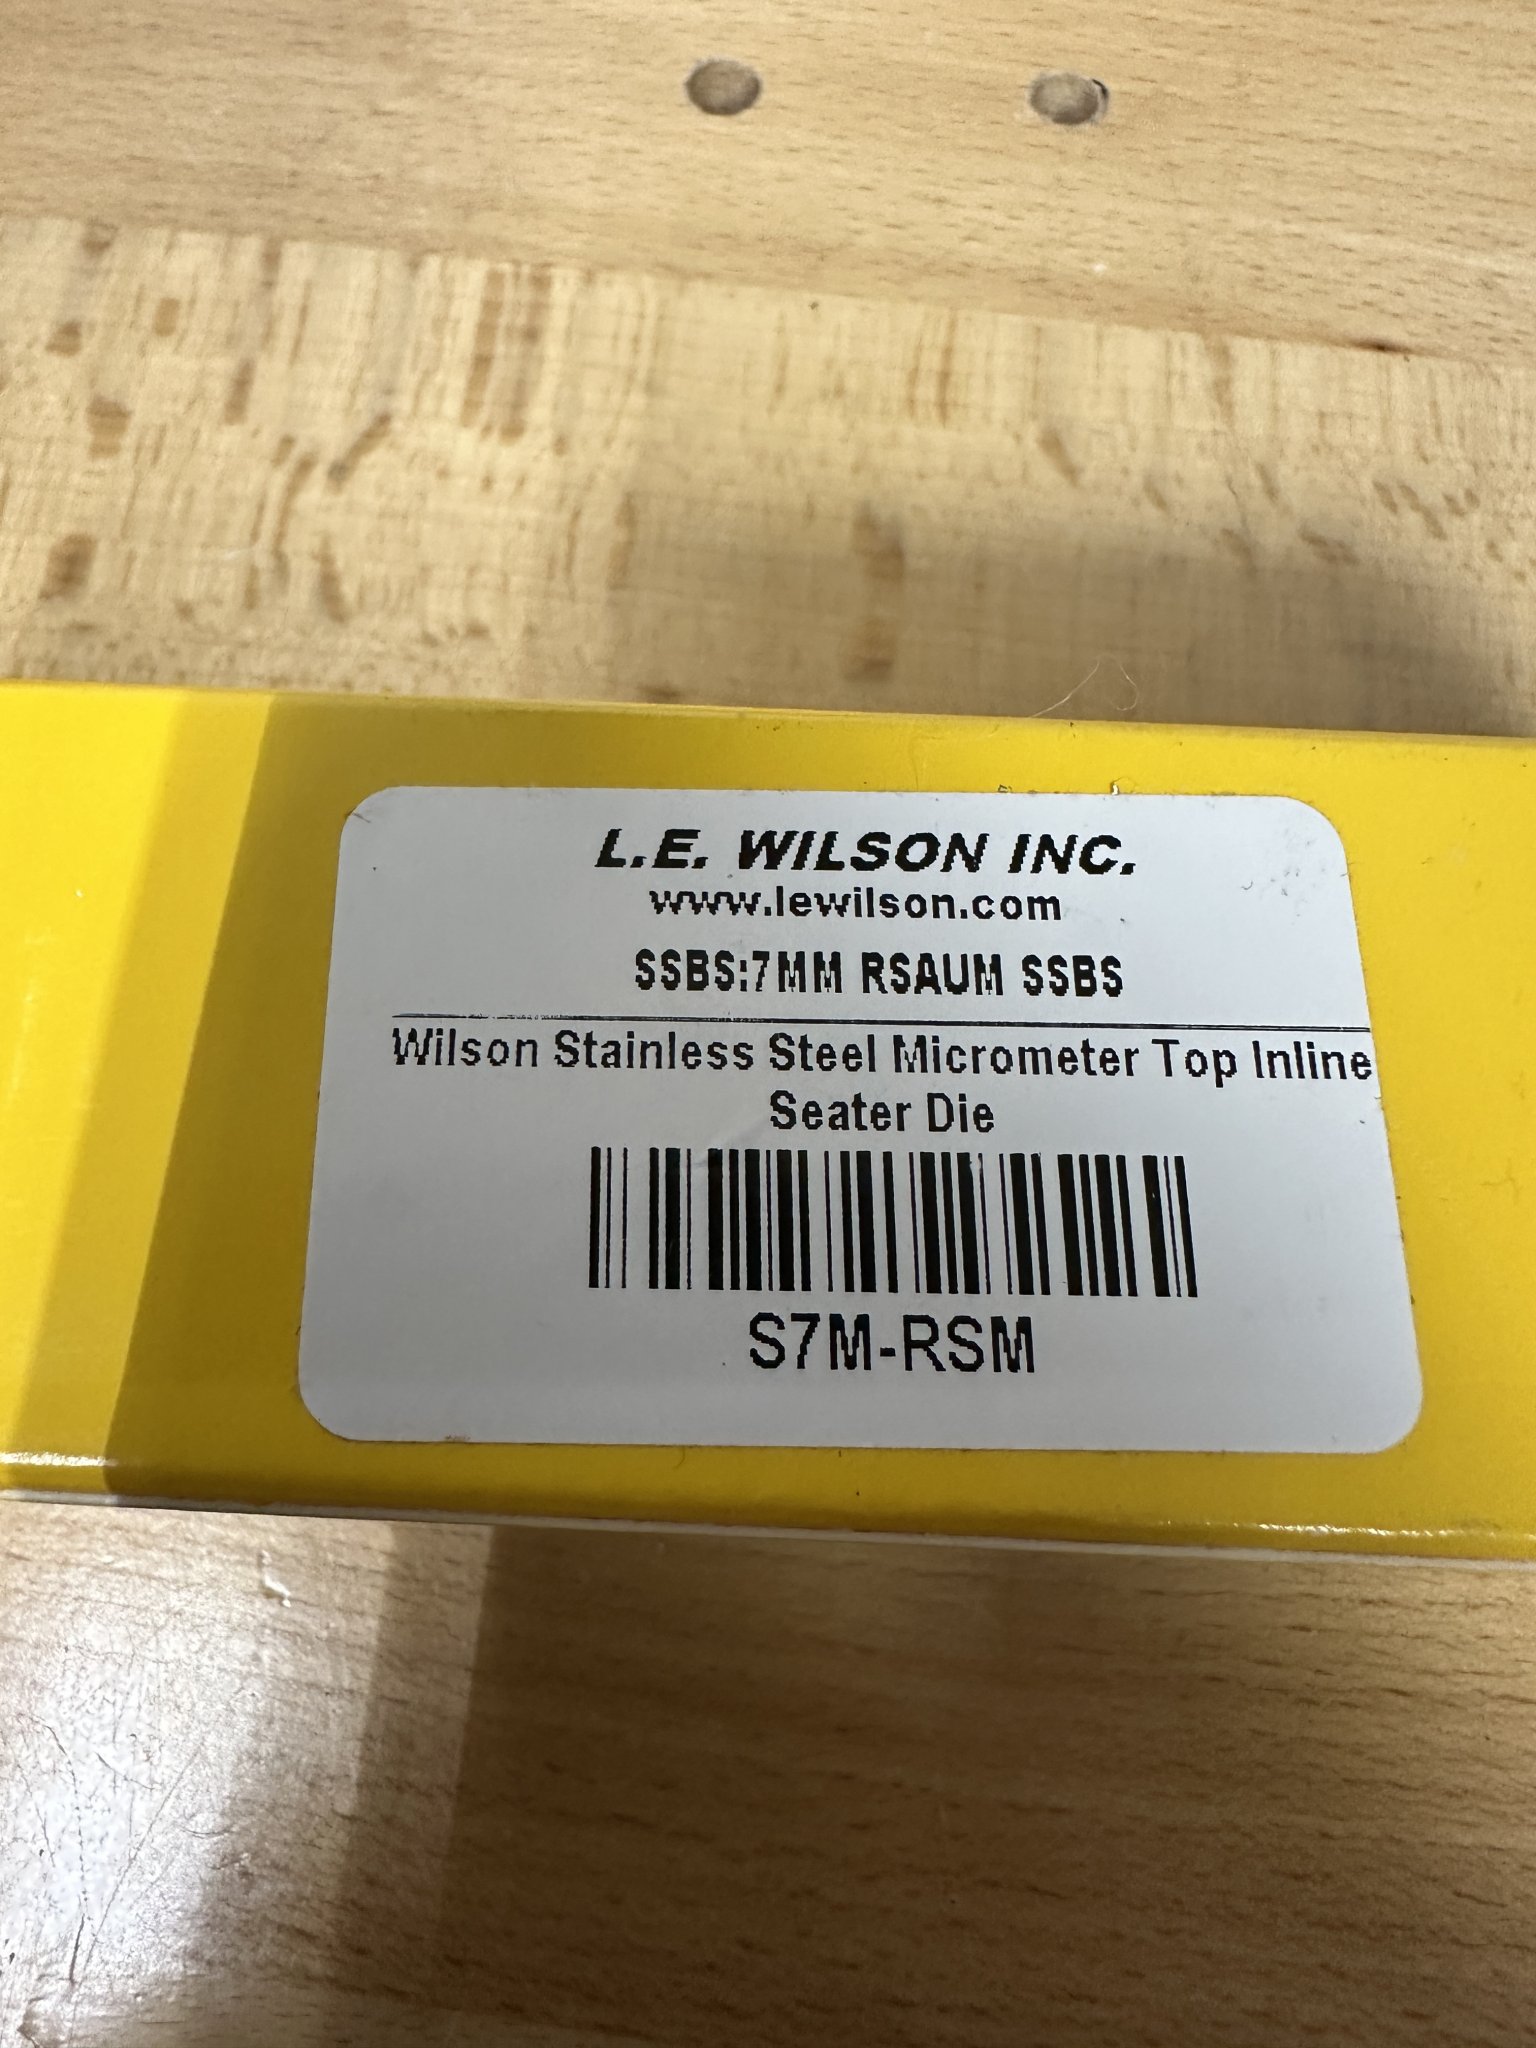 L.E. WILSON INC.
www.lewilson.com
SSBS:7MM RSAUM SSBS
Wilson Stainless Steel Micrometer Top Inline
Seater Die
S7M-RSM